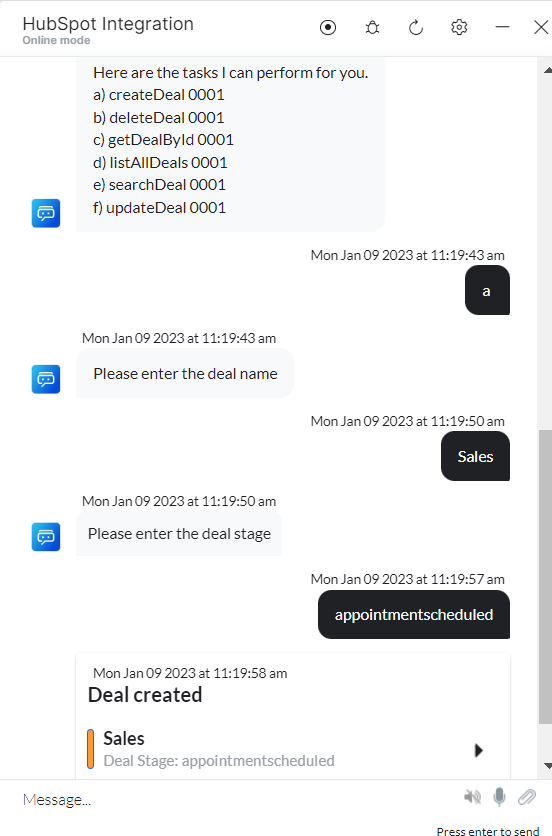 HubSpot Integration
Online mode
Here are the tasks I can perform for you.
a) createDeal 0001
b) deleteDeal 0001
c) getDealById 0001
d) listAllDeals 0001
e) searchDeal 0001
f) updateDeal 0001
Mon Jan 09 2023 at 11:19:43 am
a
Mon Jan 09 2023 at 11:19:43 am
Please enter the deal name
Mon Jan 09 2023 at 11:19:50 am
Sales
Mon Jan 09 2023 at 11:19:50 am
Please enter the deal stage
Mon Jan 09 2023 at 11:19:57 am
appointmentscheduled
Mon Jan 09 2023 at 11:19:58 am
Deal created
Sales
Deal Stage: appointmentscheduled
Message...
Press enter to send